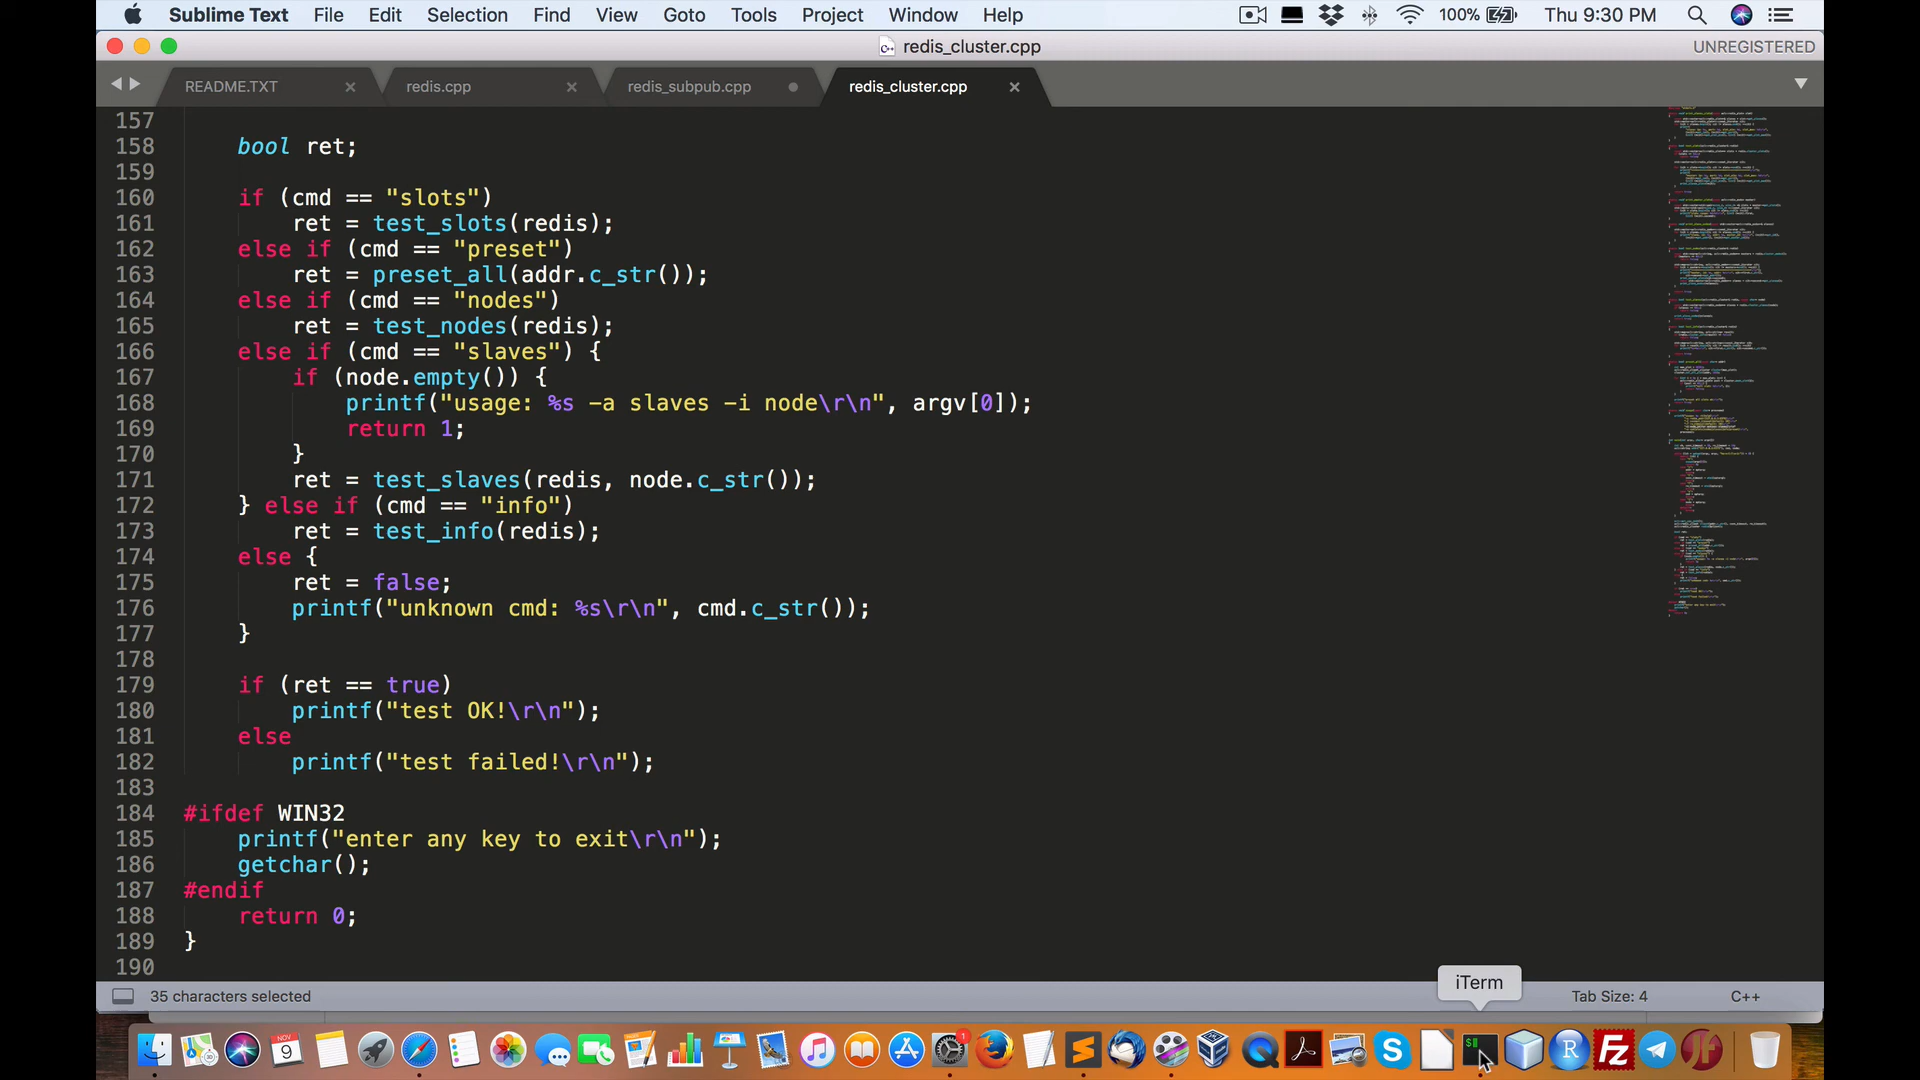 Sublime Text File Edit Selection Find View Goto Tools Project Window Help 100% Thu 9:30 PM
redis_cluster.cpp UNREGISTERED
README.TXT redis.cpp redis_subpub.cpp redis_cluster.cpp
157
158 bool ret;
159
160 if (cmd == "slots")
161 ret = test_slots(redis);
162 else if (cmd == "preset")
163 ret = preset_all(addr.c_str());
164 else if (cmd == "nodes")
165 ret = test_nodes(redis);
166 else if (cmd == "slaves") {
167 if (node.empty()) {
168 printf("usage: %s -a slaves -i node\r\n", argv[0]);
169 return 1;
170 }
171 ret = test_slaves(redis, node.c_str());
172 } else if (cmd == "info")
173 ret = test_info(redis);
174 else {
175 ret = false;
176 printf("unknown cmd: %s\r\n", cmd.c_str());
177 }
178
179 if (ret == true)
180 printf("test OK!\r\n");
181 else
182 printf("test failed!\r\n");
183
184 #ifdef WIN32
185 printf("enter any key to exit\r\n");
186 getchar();
187 #endif
188 return 0;
189 }
190
iTerm
35 characters selected Tab Size: 4 C++
NOV
9
1